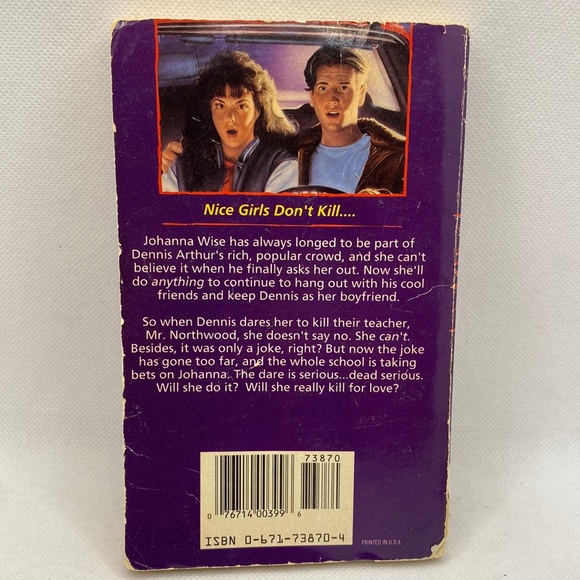 Nice Girls Don't Kill....
Johanna Wise has always longed to be part of
Dennis Arthur's rich, popular crowd, and she can't
believe it when he finally asks her out. Now she'll
do anything to continue to hang out with his cool
friends and keep Dennis as her boyfriend.
So when Dennis dares her to kill their teacher,
Mr. Northwood, she doesn't say no. She can't.
Besides, it was only a joke, right? But now the joke
has gone too far, and the whole school is taking
bets on Johanna. The dare is serious...dead serious.
Will she do it? Will she really kill for love?
73870
0 76714 00399 6
ISBN 0-671-73870-4
PRINTED IN U.S.A.